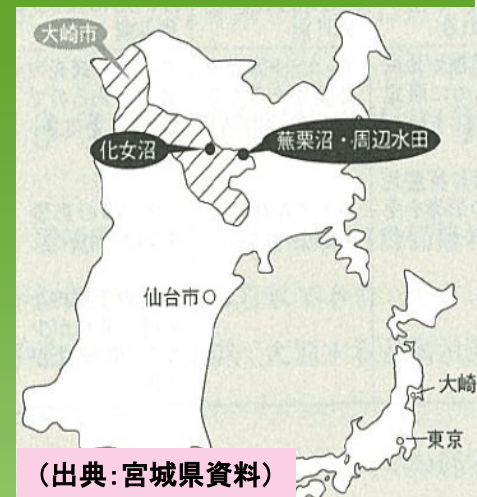 大崎市
化女沼
蕪栗沼・周辺水田
仙台市
大崎
東京
（出典：宮城県資料）